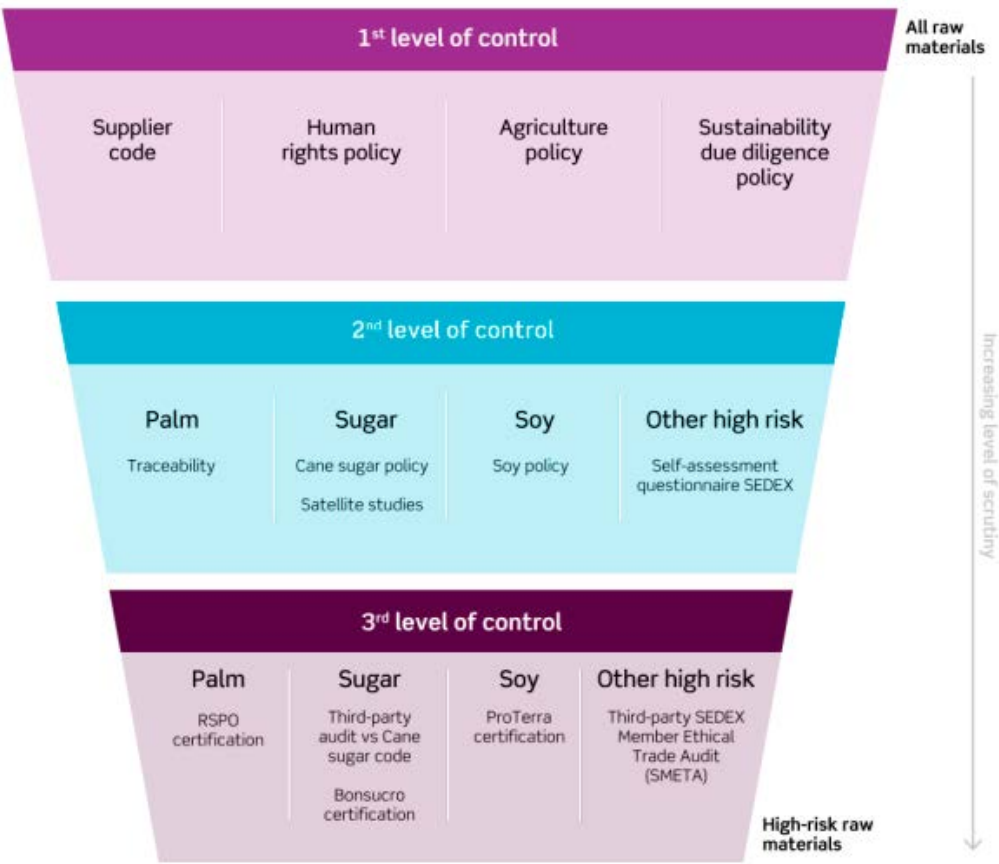 1st level of control
All raw
materials
Supplier
code
Human
rights policy
Agriculture
policy
Sustainability
due diligence
policy
2nd level of control
Palm
Traceability
Sugar
Cane sugar policy
Satellite studies
Soy
Soy policy
Other high risk
Self-assessment
questionnaire SEDEX
Increasing level of scrutiny
3rd level of control
Palm
RSPO
certification
Sugar
Third-party
audit vs Cane
sugar code
Bonsucro
certification
Soy
ProTerra
certification
Other high risk
Third-party SEDEX
Member Ethical
Trade Audit
(SMETA)
High-risk raw
materials